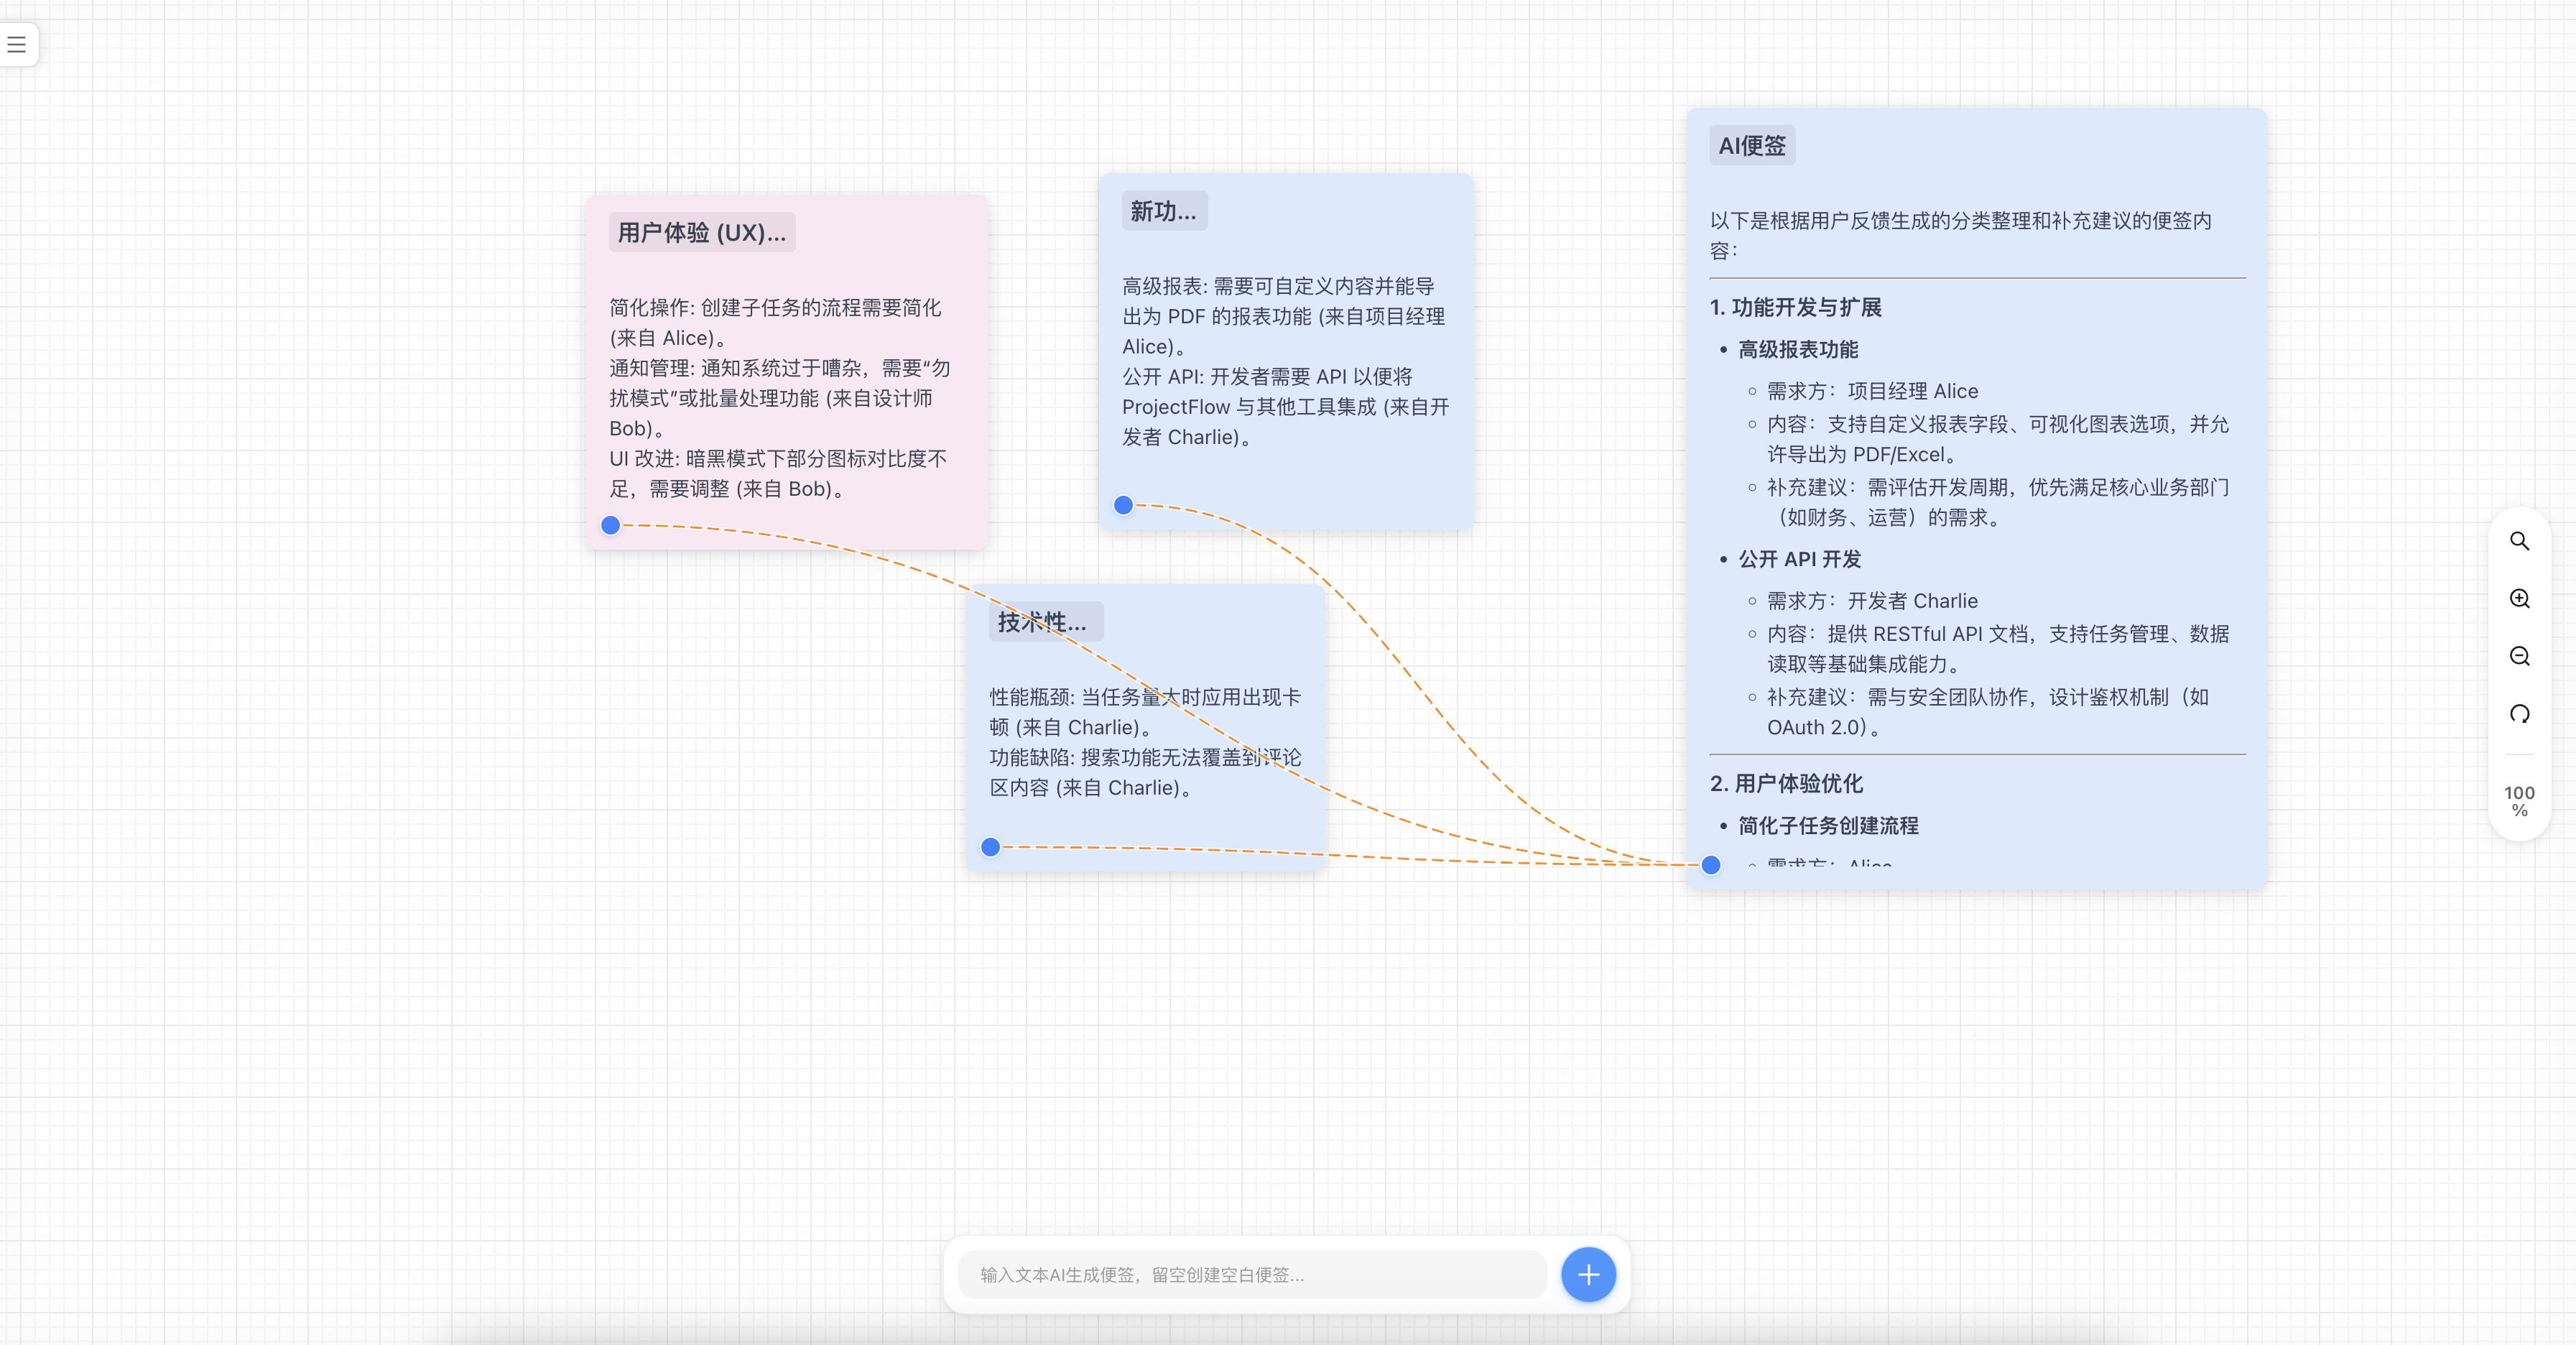 用户体验 (UX)...
简化操作: 创建子任务的流程需要简化
(来自 Alice)。
通知管理: 通知系统过于嘈杂，需要“勿
扰模式”或批量处理功能 (来自设计师
Bob)。
UI 改进: 暗黑模式下部分图标对比度不
足，需要调整 (来自 Bob)。
新功...
高级报表: 需要可自定义内容并能导
出为 PDF 的报表功能 (来自项目经理
Alice)。
公开 API: 开发者需要 API 以便将
ProjectFlow 与其他工具集成 (来自开
发者 Charlie)。
技术性...
性能瓶颈: 当任务量大时应用出现卡
顿 (来自 Charlie)。
功能缺陷: 搜索功能无法覆盖到评论
区内容 (来自 Charlie)。
AI便签
以下是根据用户反馈生成的分类整理和补充建议的便签内
容：
1. 功能开发与扩展
• 高级报表功能
◦ 需求方：项目经理 Alice
◦ 内容：支持自定义报表字段、可视化图表选项，并允
许导出为 PDF/Excel。
◦ 补充建议：需评估开发周期，优先满足核心业务部门
（如财务、运营）的需求。
• 公开 API 开发
◦ 需求方：开发者 Charlie
◦ 内容：提供 RESTful API 文档，支持任务管理、数据
读取等基础集成能力。
◦ 补充建议：需与安全团队协作，设计鉴权机制（如
OAuth 2.0）。
2. 用户体验优化
• 简化子任务创建流程
◦ 需求方：Alice
100
%
输入文本AI生成便签，留空创建空白便签...